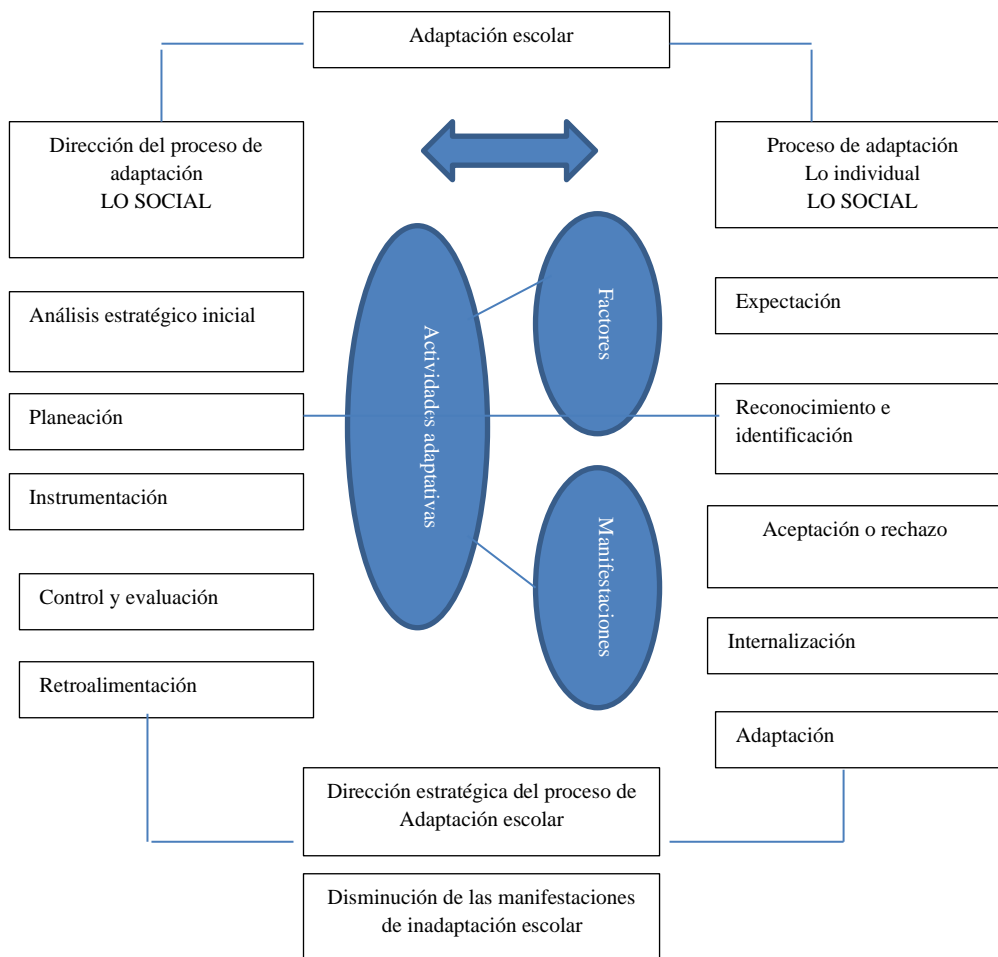 Adaptación escolar
Dirección del proceso de
adaptación
LO SOCIAL
Proceso de adaptación
Lo individual
LO SOCIAL
Análisis estratégico inicial
Planeación
Instrumentación
Control y evaluación
Retroalimentación
Actividades adaptativas
Factores
Manifestaciones
Expectación
Reconocimiento e
identificación
Aceptación o rechazo
Internalización
Adaptación
Dirección estratégica del proceso de
Adaptación escolar
Disminución de las manifestaciones
de inadaptación escolar